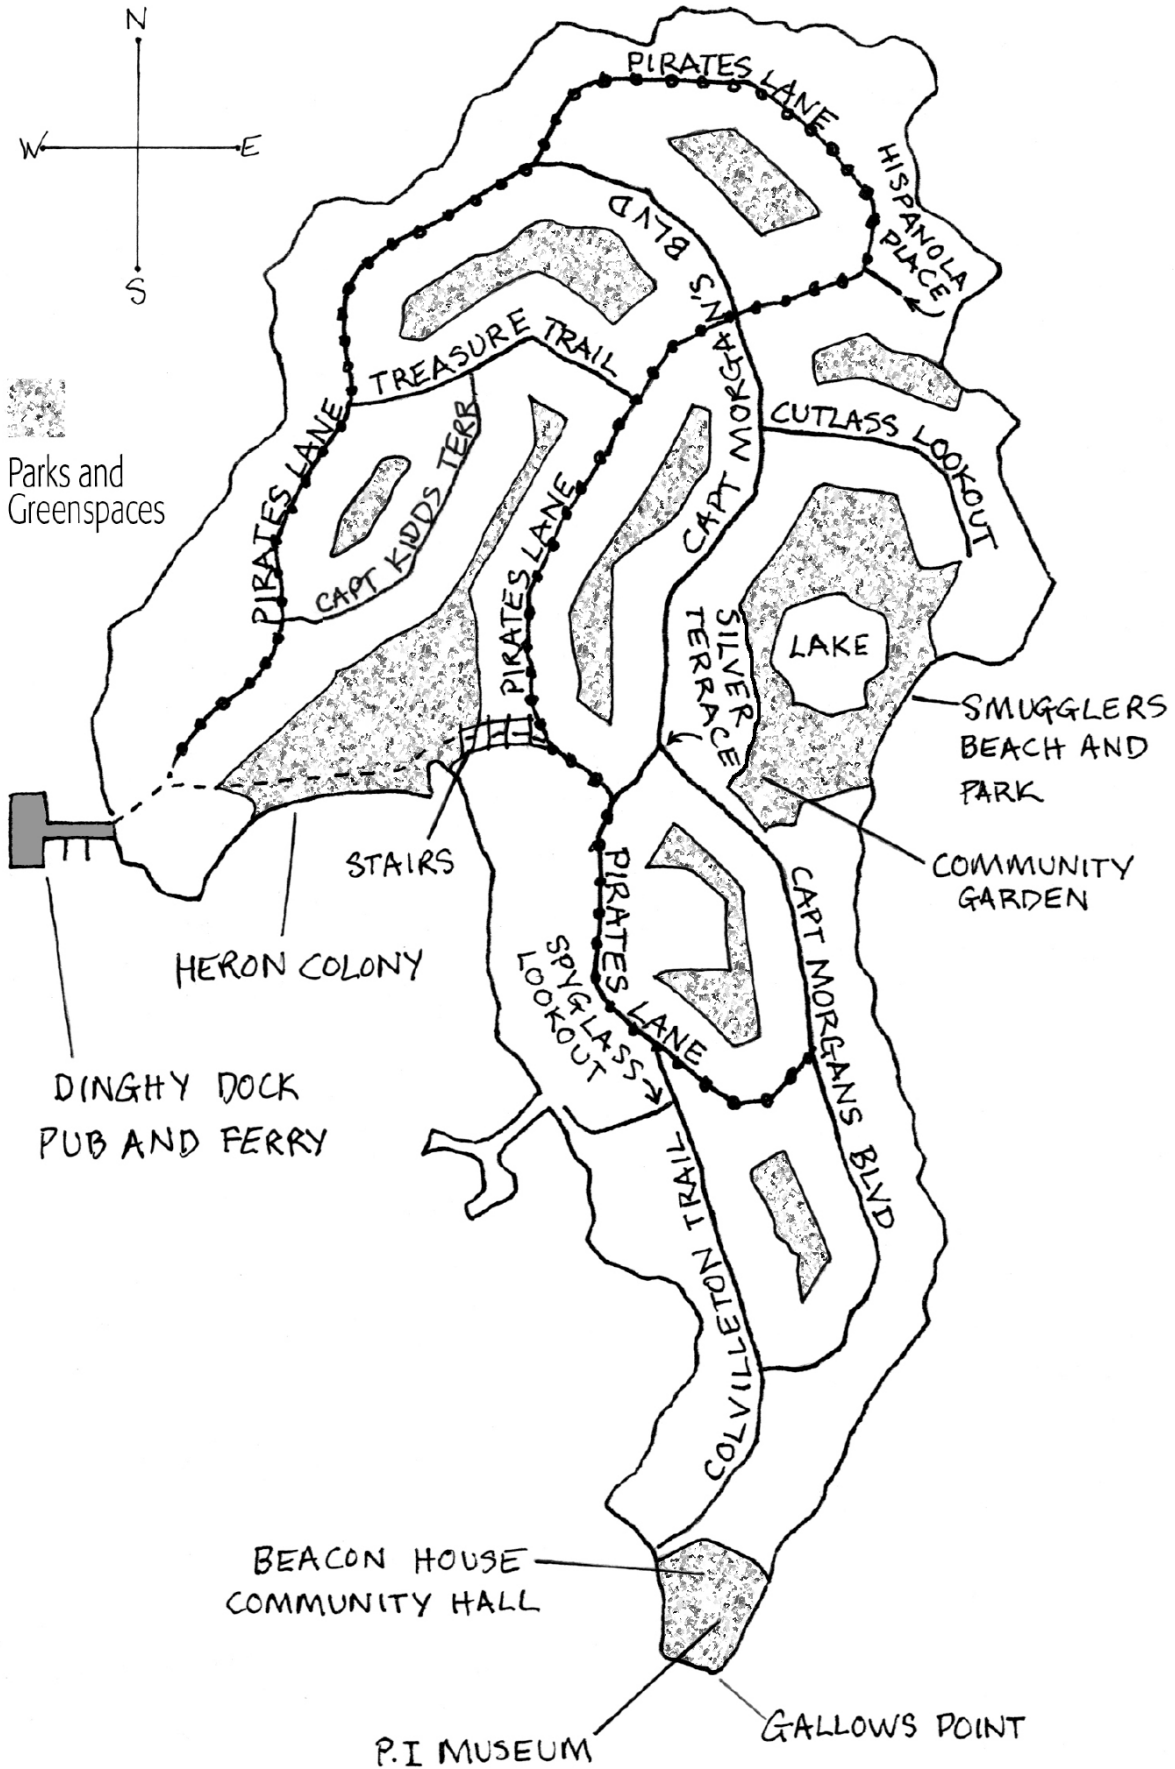 N
W E
S
PIRATES LANE
HISPANOLA
PLACE
CAPT MORGAN'S BLVD
TREASURE TRAIL
Parks and
Greenspaces
PIRATES LANE
CAPT KIDDS TERR
PIRATES LANE
CUTLASS LOOKOUT
SILVER
TERRACE
LAKE
SMUGGLERS
BEACH AND
PARK
COMMUNITY
GARDEN
STAIRS
HERON COLONY
PIRATES LANE
CAPT MORGANS BLVD
SPYGLASS
LOOKOUT
DINGHY DOCK
PUB AND FERRY
COLVILLETON TRAIL
BEACON HOUSE
COMMUNITY HALL
P.I MUSEUM
GALLOWS POINT